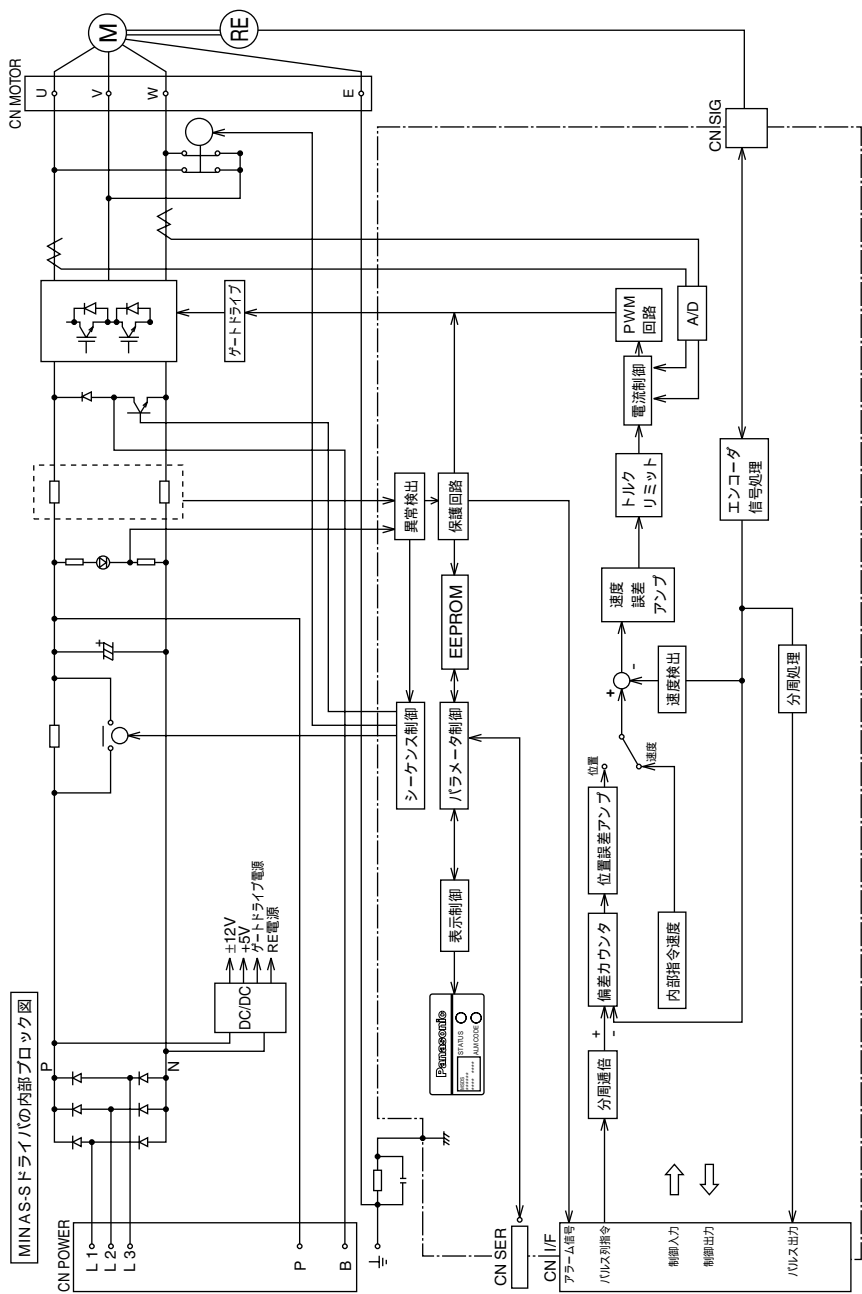 MINAS-Sドライバの内部ブロック図
CN POWER
L 1
L 2
L 3
P
B
P
N
DC/DC
±12V
+5V
ゲートドライブ電源
RE電源
+
ゲートドライブ
CN MOTOR
U
V
W
E
M
RE
異常検出
シーケンス制御
保護回路
EEPROM
パラメータ制御
表示制御
Panasonic
STATUS
ALM CODE
CN SER
CN I/F
アラーム信号
パルス列指令
制御入力
制御出力
パルス出力
分周逓倍
+
-
偏差カウンタ
位置誤差アンプ
位置
速度
内部指令速度
+
-
速度検出
速度
誤差
アンプ
トルク
リミット
電流制御
PWM
回路
A/D
エンコーダ
信号処理
分周処理
CN SIG